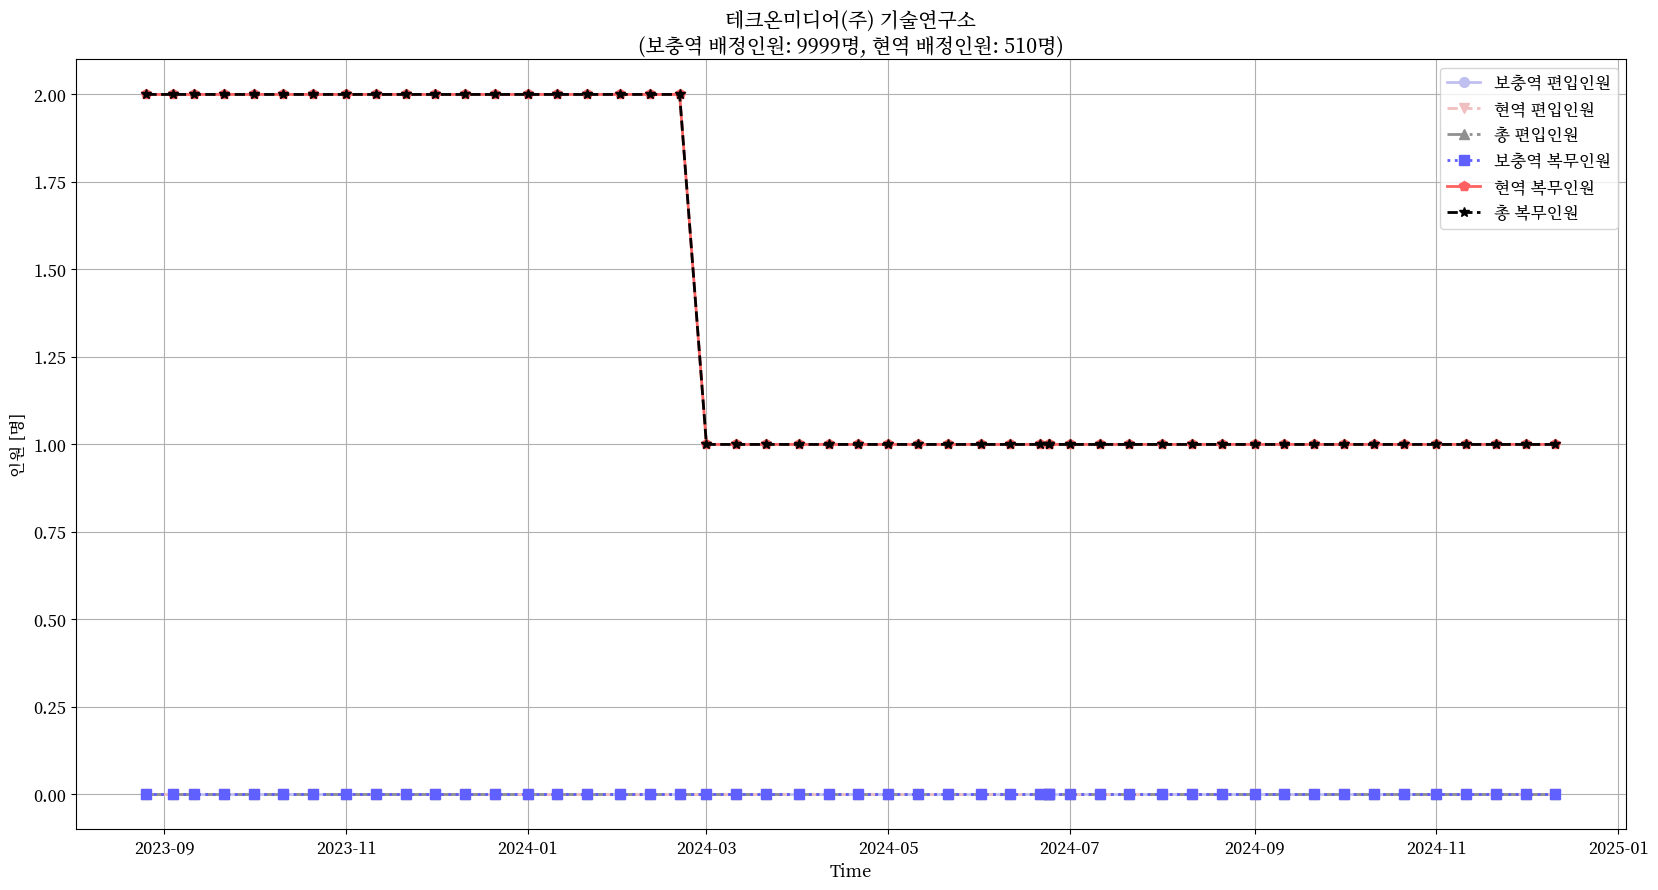 테크온미디어(주) 기술연구소
(보충역 배정인원: 9999명, 현역 배정인원: 510명)
보충역 편입인원
현역 편입인원
총 편입인원
보충역 복무인원
현역 복무인원
총 복무인원
2.00
1.75
1.50
1.25
1.00
0.75
0.50
0.25
0.00
인원 [명]
2023-09 2023-11 2024-01 2024-03 2024-05 2024-07 2024-09 2024-11 2025-01
Time